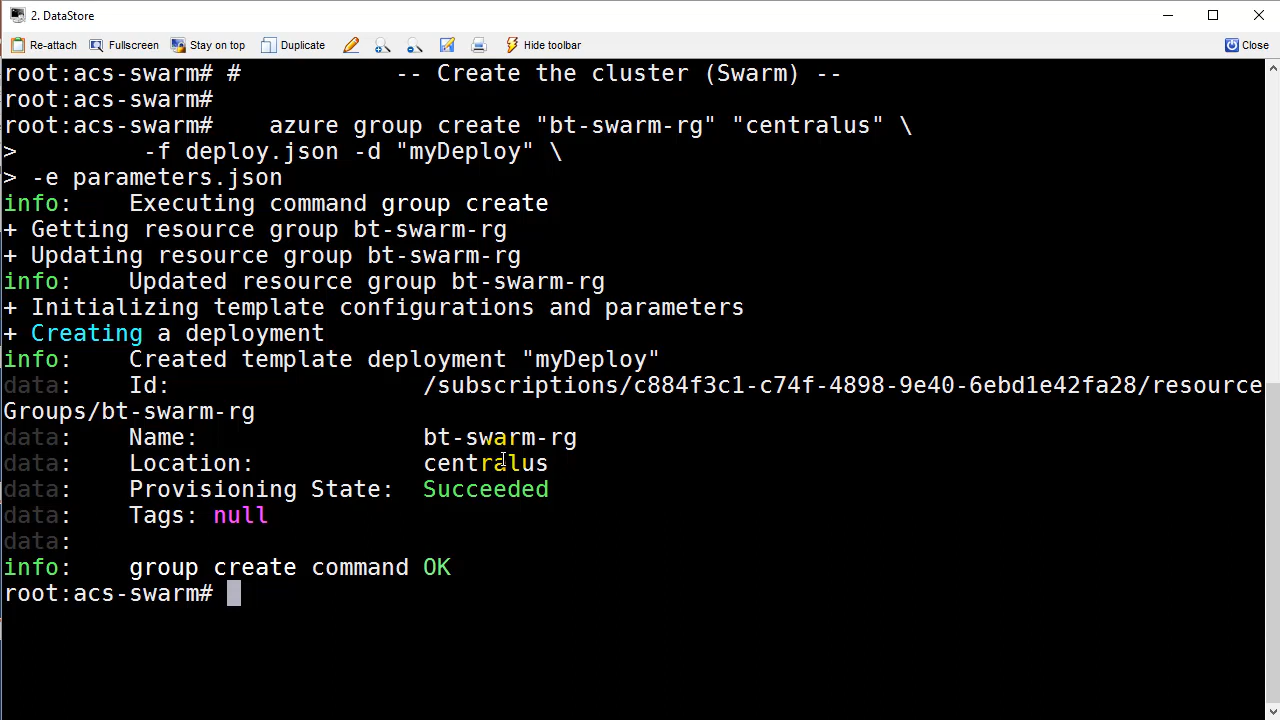 2. DataStore
Re-attach Fullscreen Stay on top Duplicate Hide toolbar Close
root:acs-swarm# #           -- Create the cluster (Swarm) --
root:acs-swarm#
root:acs-swarm#    azure group create "bt-swarm-rg" "centralus" \
>         -f deploy.json -d "myDeploy" \
> -e parameters.json
info:    Executing command group create
+ Getting resource group bt-swarm-rg
+ Updating resource group bt-swarm-rg
info:    Updated resource group bt-swarm-rg
+ Initializing template configurations and parameters
+ Creating a deployment
info:    Created template deployment "myDeploy"
data:    Id:                  /subscriptions/c884f3c1-c74f-4898-9e40-6ebd1e42fa28/resource
Groups/bt-swarm-rg
data:    Name:                bt-swarm-rg
data:    Location:            centralus
data:    Provisioning State:  Succeeded
data:    Tags: null
data:
info:    group create command OK
root:acs-swarm#